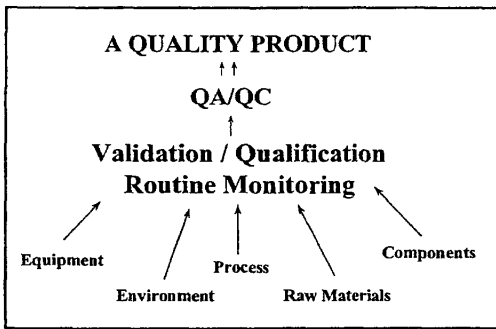 A QUALITY PRODUCT
QA/QC
Validation / Qualification
Routine Monitoring
Equipment
Environment
Process
Raw Materials
Components